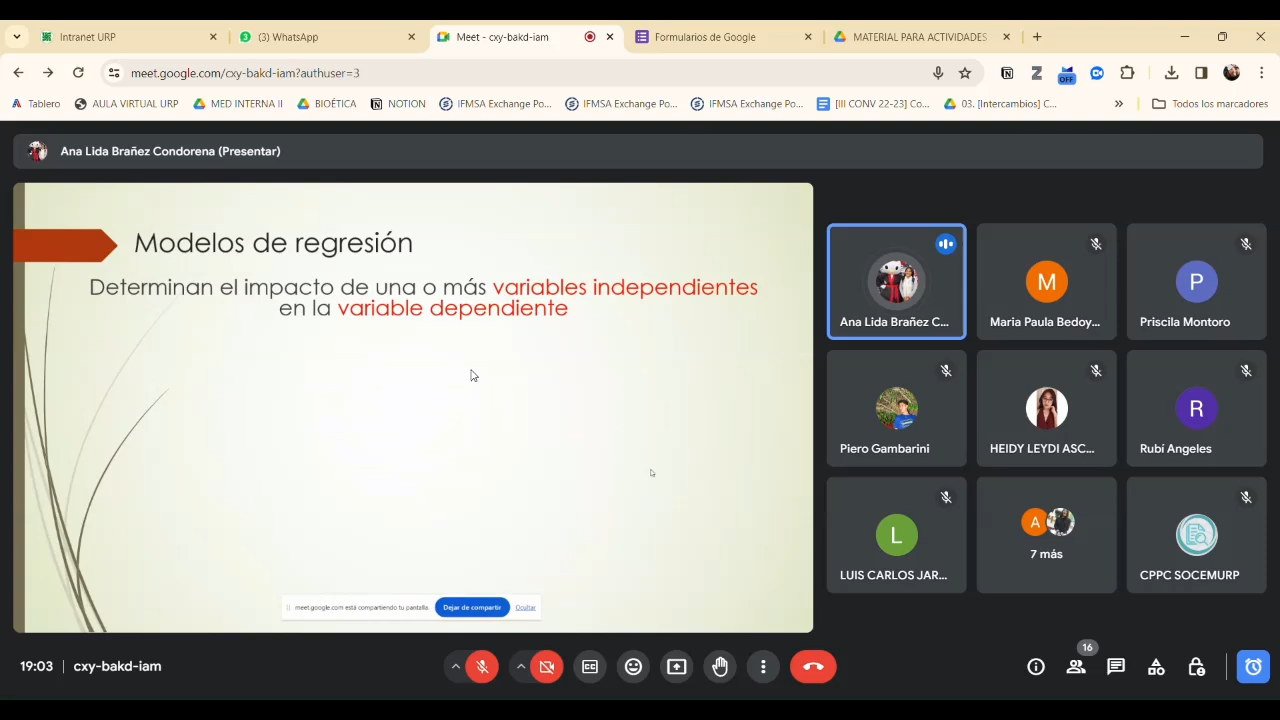 Intranet URP
(3) WhatsApp
Meet - cxy-bakd-iam
Formularios de Google
MATERIAL PARA ACTIVIDADES
meet.google.com/cxy-bakd-iam?authuser=3
OFF
Tablero
AULA VIRTUAL URP
MED INTERNA II
BIOÉTICA
NOTION
IFMSA Exchange Po...
IFMSA Exchange Po...
IFMSA Exchange Po...
[III CONV 22-23] Co...
03. [Intercambios] C...
Todos los marcadores
Ana Lida Brañez Condorena (Presentar)
Modelos de regresión
Determinan el impacto de una o más variables independientes
en la variable dependiente
meet.google.com está compartiendo tu pantalla.
Dejar de compartir
Ocultar
Ana Lida Brañez C...
M
Maria Paula Bedoy...
P
Priscila Montoro
Piero Gambarini
HEIDY LEYDI ASC...
R
Rubí Angeles
L
LUIS CARLOS JAR...
A
7 más
CPPC SOCEMURP
19:03 | cxy-bakd-iam
16